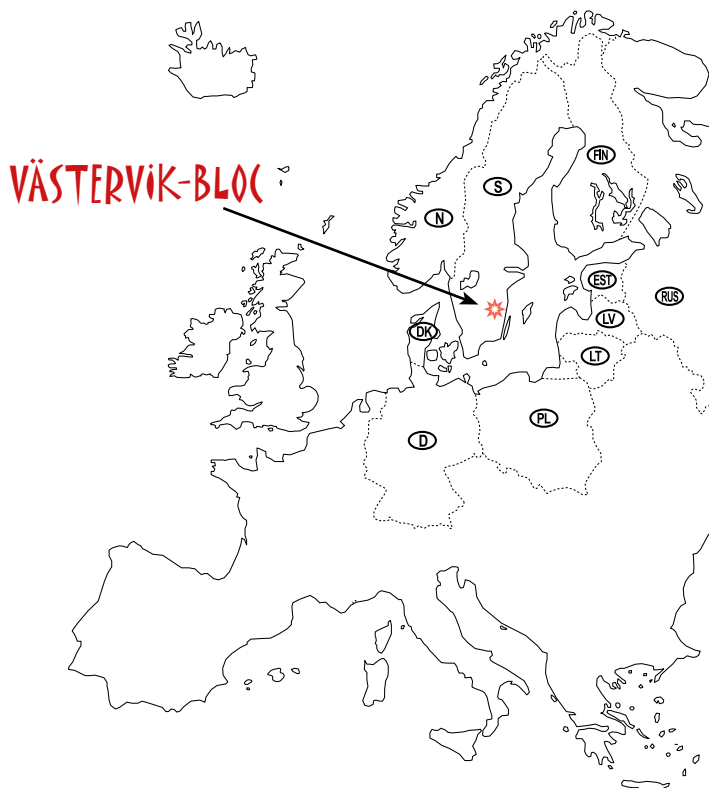 FIN
VÄSTERViK-BLOC
S
N
EST
RUS
LV
DK
LT
PL
D